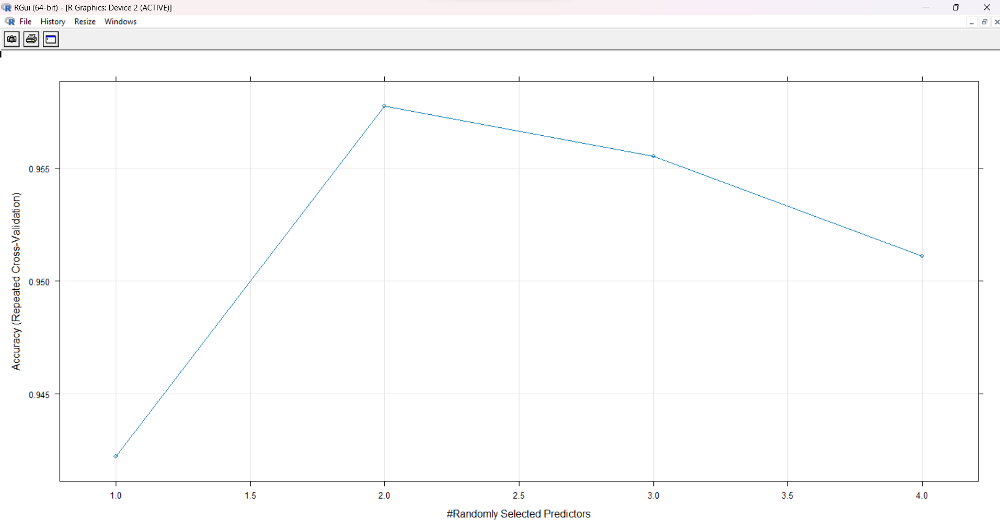 RGui (64-bit) - [R Graphics: Device 2 (ACTIVE)]
File History Resize Windows
0.955
0.950
0.945
Accuracy (Repeated Cross-Validation)
1.0 1.5 2.0 2.5 3.0 3.5 4.0
#Randomly Selected Predictors